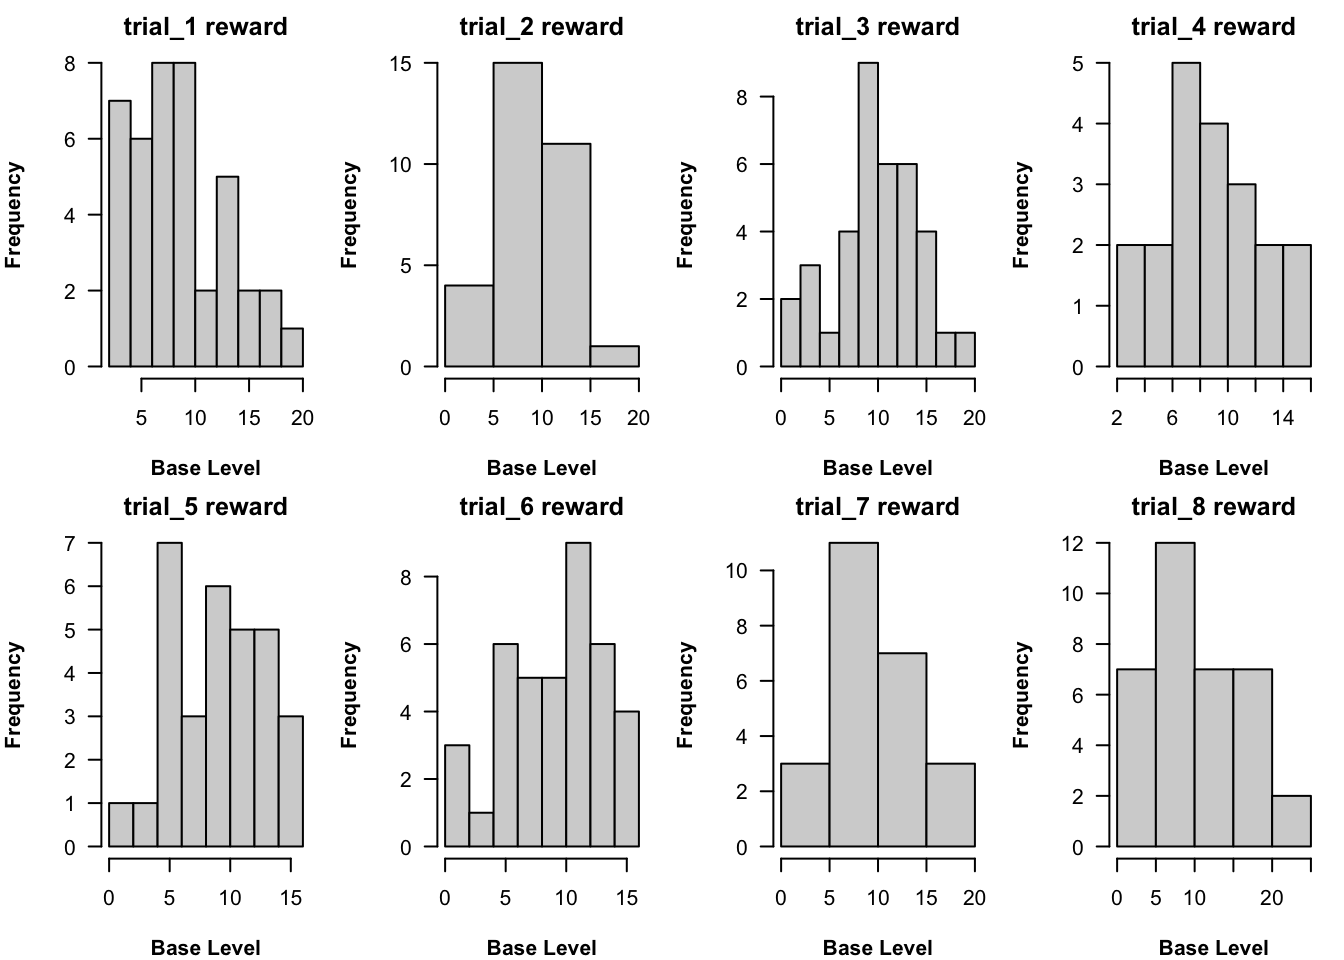 trial_1 reward
Frequency
8
6
4
2
0
5 10 15 20
Base Level
trial_2 reward
Frequency
15
10
5
0
0 5 10 15 20
Base Level
trial_3 reward
Frequency
8
6
4
2
0
0 5 10 15 20
Base Level
trial_4 reward
Frequency
5
4
3
2
1
0
2 6 10 14
Base Level
trial_5 reward
Frequency
7
6
5
4
3
2
1
0
0 5 10 15
Base Level
trial_6 reward
Frequency
8
6
4
2
0
0 5 10 15
Base Level
trial_7 reward
Frequency
10
8
6
4
2
0
0 5 10 15 20
Base Level
trial_8 reward
Frequency
12
10
8
6
4
2
0
0 5 10 20
Base Level